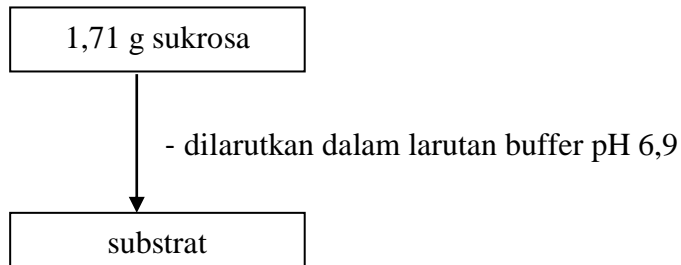 1,71 g sukrosa
- dilarutkan dalam larutan buffer pH 6,9
substrat